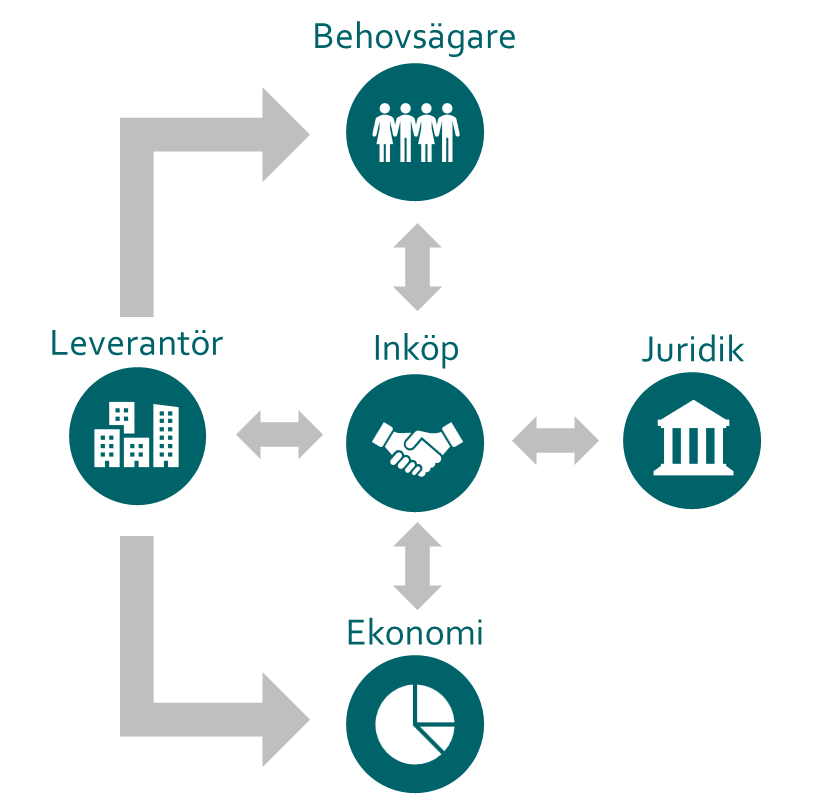 Behovsägare
Leverantör
Inköp
Juridik
Ekonomi